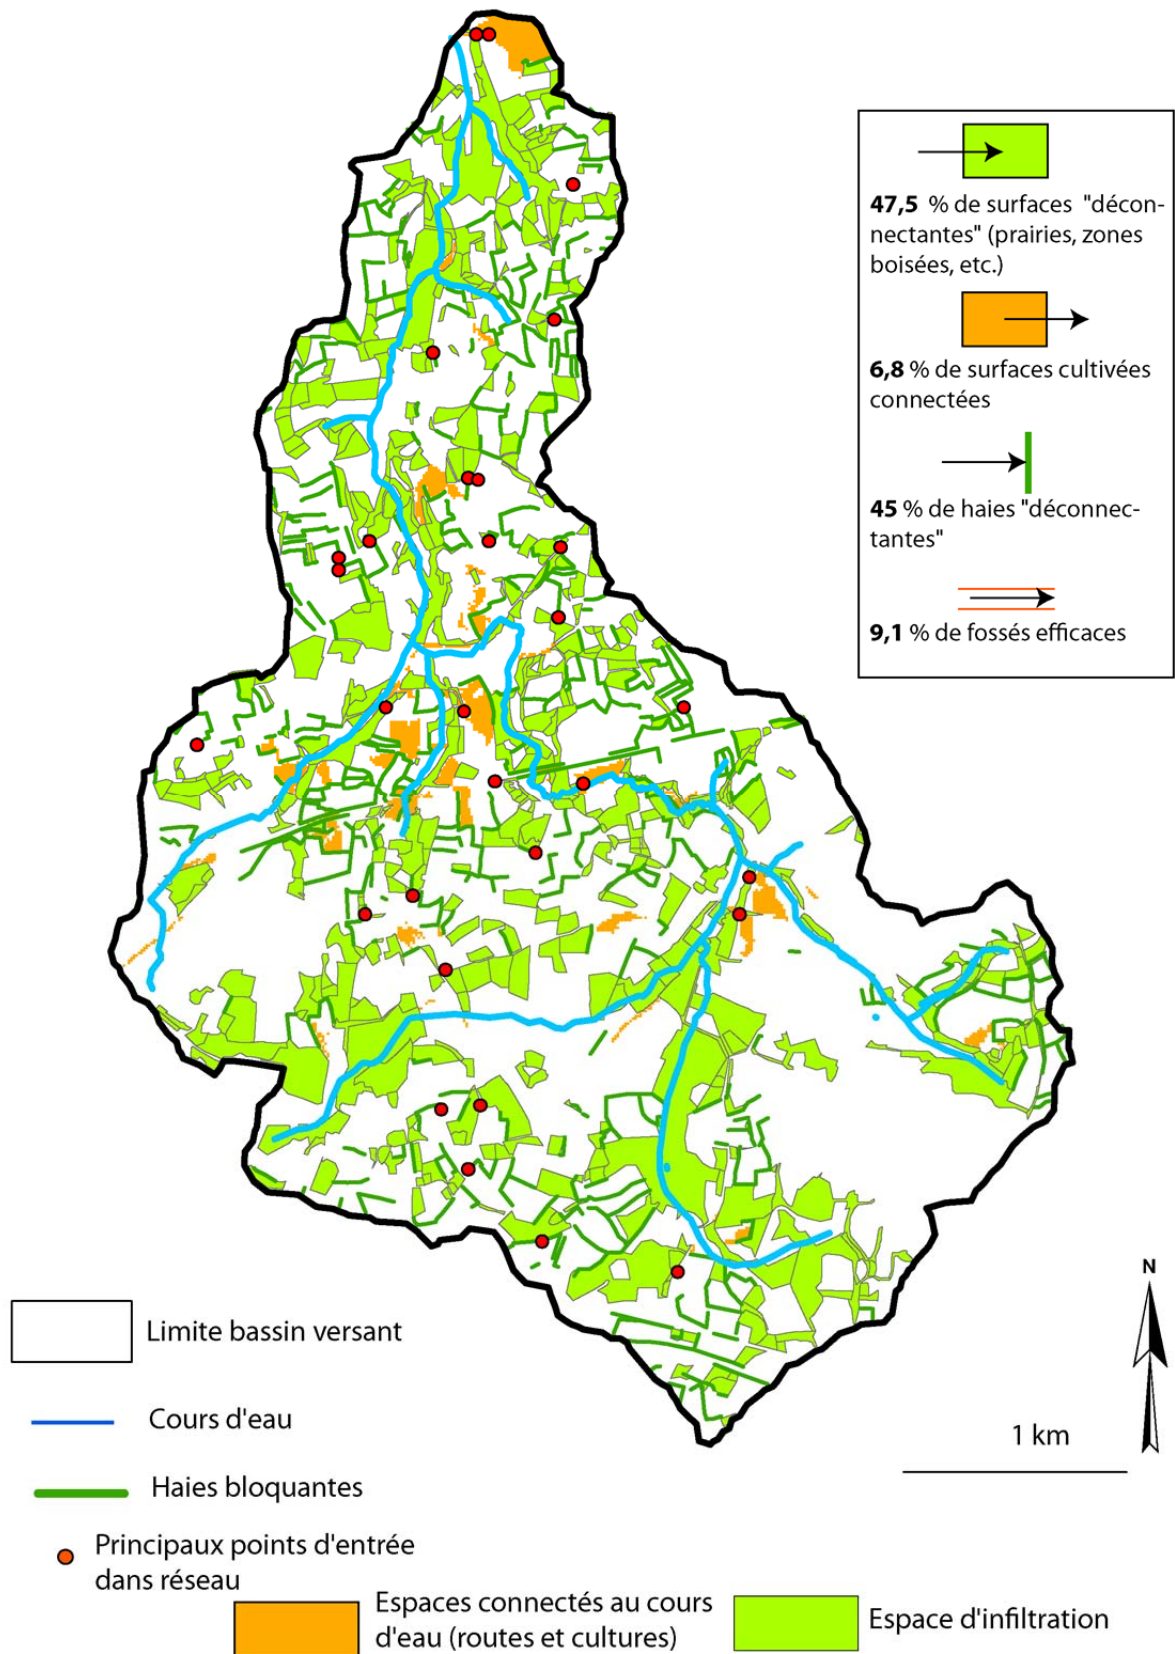 47,5 % de surfaces "décon-
nectantes" (prairies, zones
boisées, etc.)
6,8 % de surfaces cultivées
connectées
45 % de haies "déconnec-
tantes"
9,1 % de fossés efficaces
N
1 km
Limite bassin versant
Cours d'eau
Haies bloquantes
Principaux points d'entrée
dans réseau
Espaces connectés au cours
d'eau (routes et cultures)
Espace d'infiltration